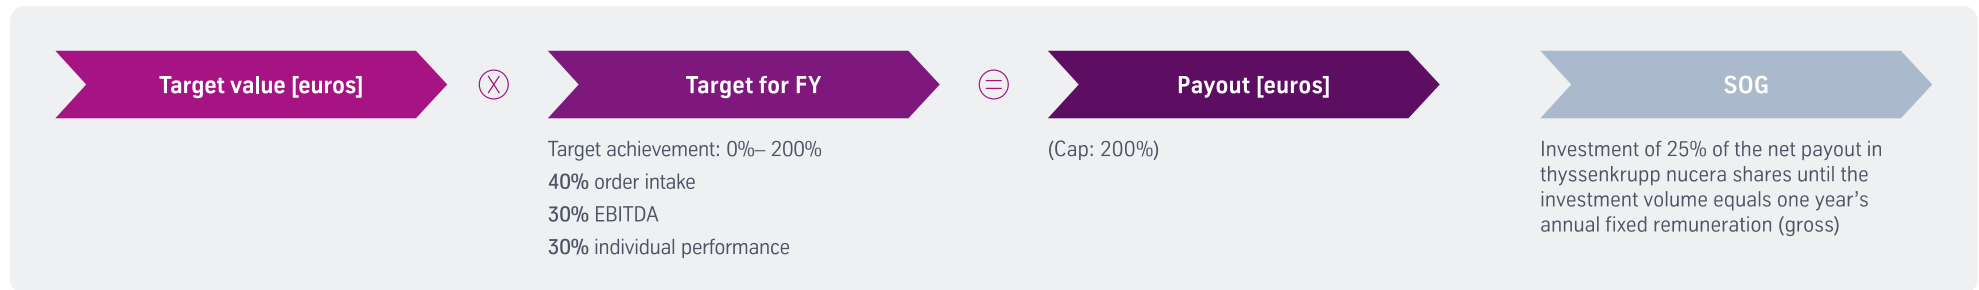 Target value [euros]
X
Target for FY
=
Payout [euros]
SOG
Target achievement: 0%– 200%
40% order intake
30% EBITDA
30% individual performance
(Cap: 200%)
Investment of 25% of the net payout in
thyssenkrupp nucera shares until the
investment volume equals one year’s
annual fixed remuneration (gross)